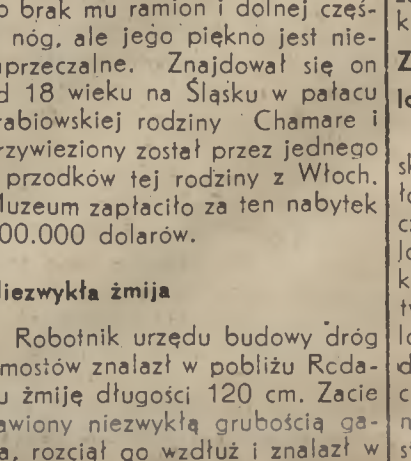 o brak mu ramion i dolnej częś-
nóg, ale jego piękno jest nie-
aprzeczalne. Znajdował się on
d 18 wieku na Śląsku w pałacu
rabiowskiej rodziny Chamare i
rzywieziony został przez jednego
przodków tej rodziny z Włoch.
Muzeum zapłaciło za ten nabytek
00.000 dolarów.
Niezwykła żmija
Robotnik urzędu budowy dróg
mostów znalazł w pobliżu Rcda-
u żmiję długości 120 cm. Zacie
awiony niezwykłą grubością ga-
a, rozciął go wzdłuż i znalazł w